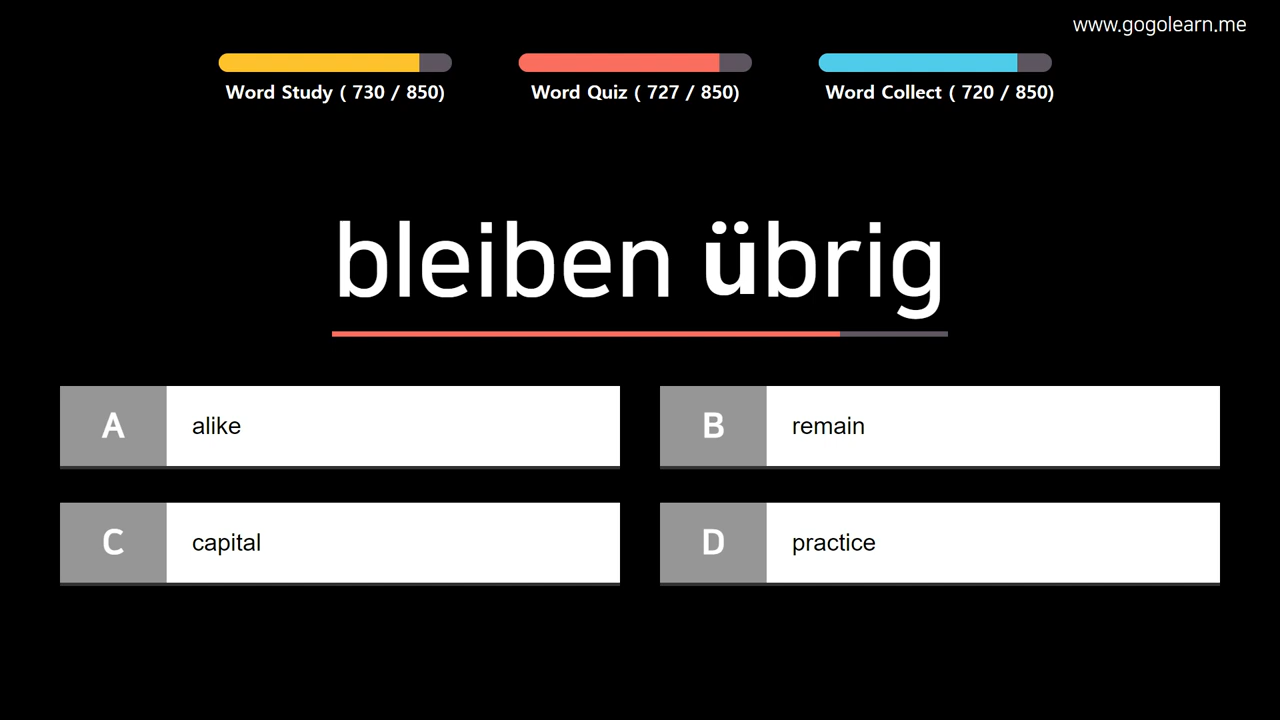 www.gogolearn.me
Word Study ( 730 / 850)
Word Quiz ( 727 / 850)
Word Collect ( 720 / 850)
bleiben übrig
A alike
B remain
C capital
D practice